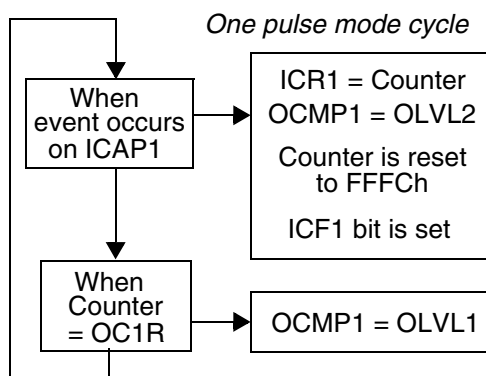 One pulse mode cycle
When
event occurs
on ICAP1
ICR1 = Counter
OCMP1 = OLVL2
Counter is reset
to FFFCh
ICF1 bit is set
When
Counter
= OC1R
OCMP1 = OLVL1